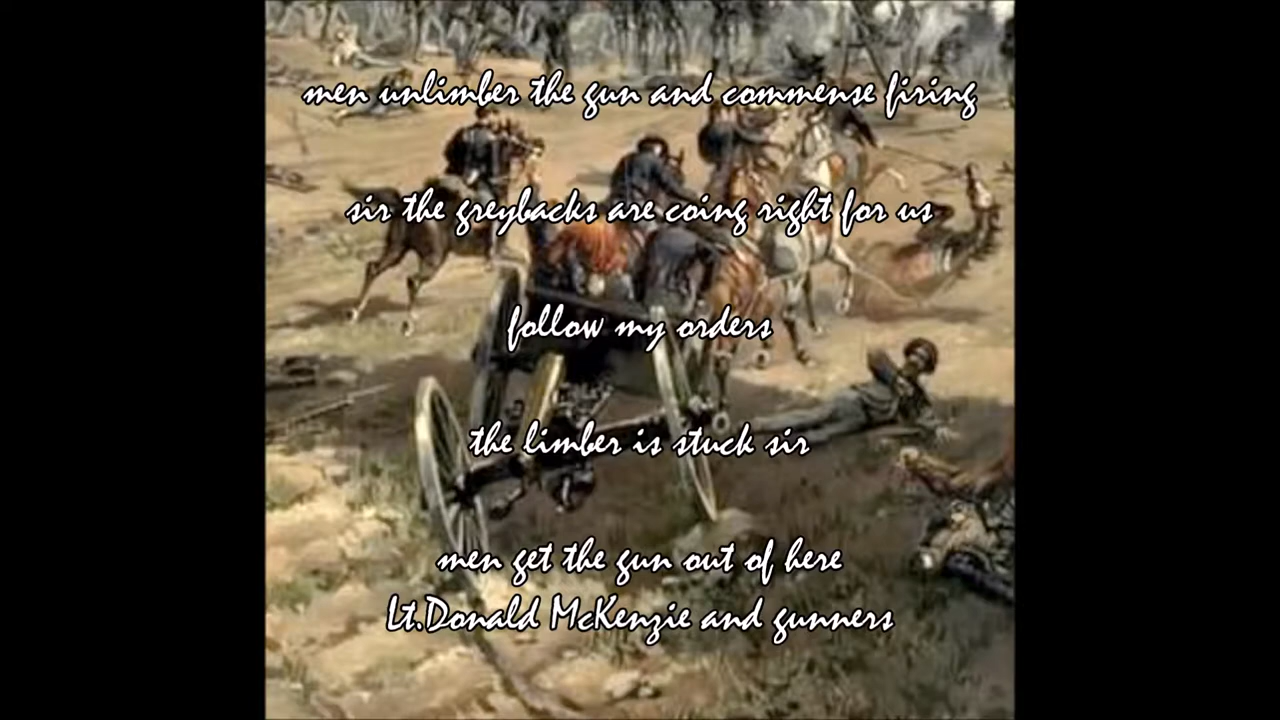 men unlimber the gun and commense firing
sir the greybacks are coing right for us
follow my orders
the limber is stuck sir
men get the gun out of here
Lt.Donald McKenzie and gunners